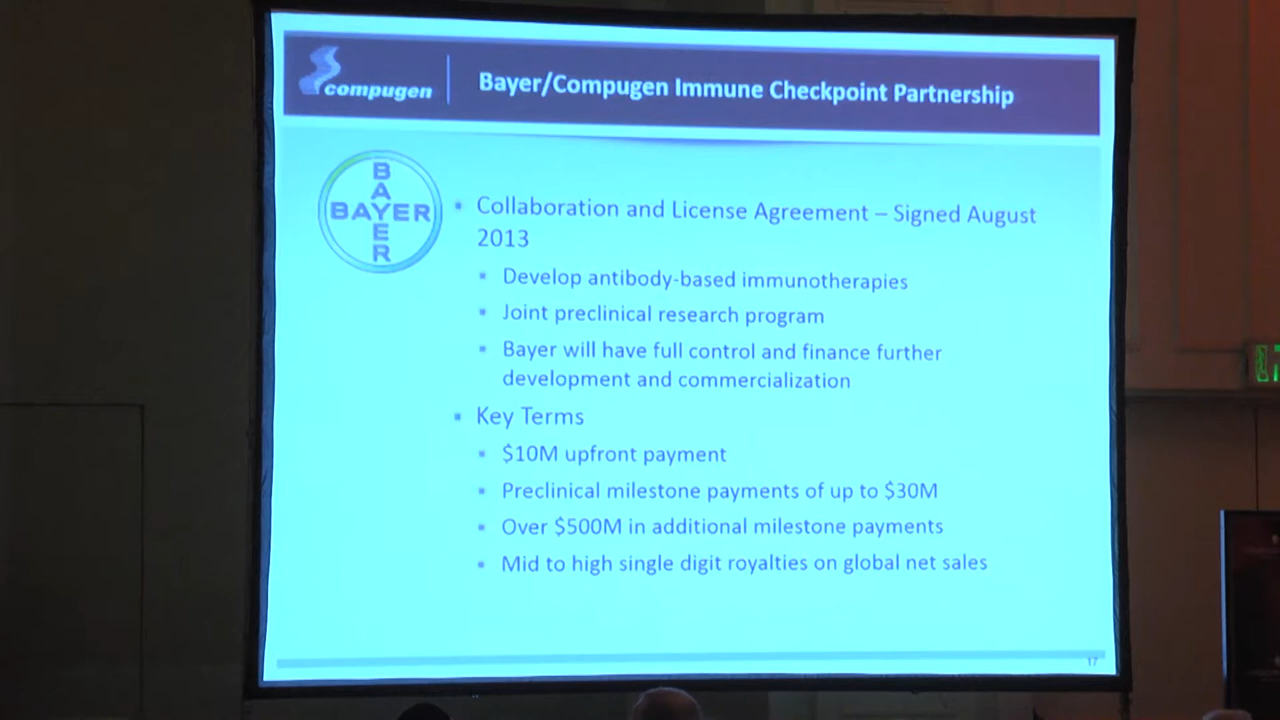 compugen
Bayer/Compugen Immune Checkpoint Partnership
BAYER
BAYER
Collaboration and License Agreement – Signed August
2013
Develop antibody-based immunotherapies
Joint preclinical research program
Bayer will have full control and finance further
development and commercialization
Key Terms
$10M upfront payment
Preclinical milestone payments of up to $30M
Over $500M in additional milestone payments
Mid to high single digit royalties on global net sales
17